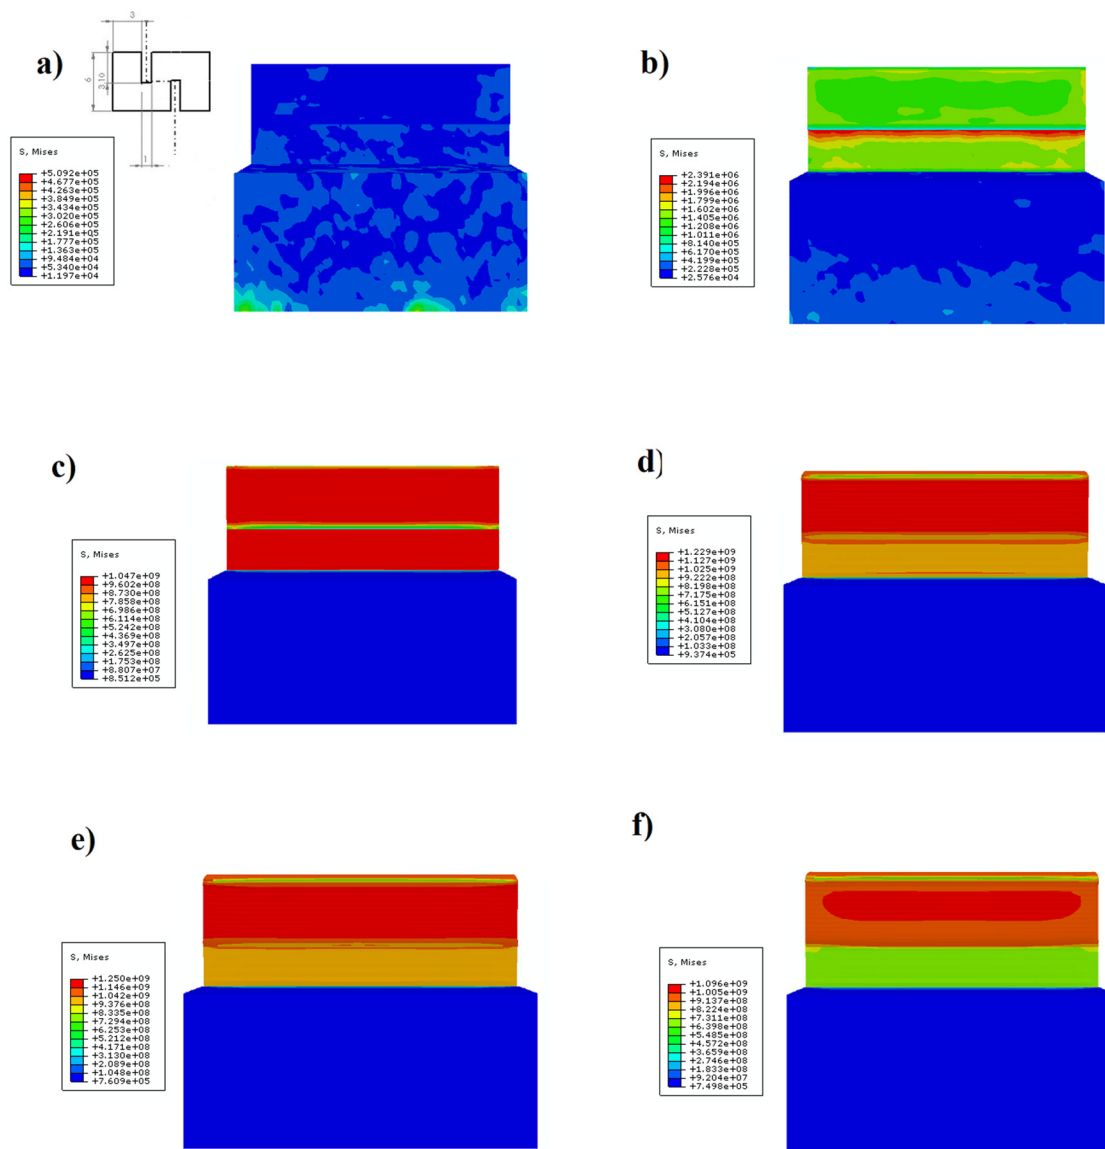 a)
3
6
3,10
1
S, Mises
+5.092e+05
+4.677e+05
+4.263e+05
+3.849e+05
+3.434e+05
+3.020e+05
+2.606e+05
+2.191e+05
+1.777e+05
+1.363e+05
+9.484e+04
+5.340e+04
+1.197e+04
b)
S, Mises
+2.391e+06
+2.194e+06
+1.996e+06
+1.799e+06
+1.602e+06
+1.405e+06
+1.208e+06
+1.011e+06
+8.140e+05
+6.170e+05
+4.199e+05
+2.228e+05
+2.576e+04
c)
S, Mises
+1.047e+09
+9.602e+08
+8.730e+08
+7.858e+08
+6.986e+08
+6.114e+08
+5.242e+08
+4.369e+08
+3.497e+08
+2.625e+08
+1.753e+08
+8.807e+07
+8.512e+05
d)
S, Mises
+1.229e+09
+1.127e+09
+1.025e+09
+9.222e+08
+8.198e+08
+7.175e+08
+6.151e+08
+5.127e+08
+4.104e+08
+3.080e+08
+2.057e+08
+1.033e+08
+9.374e+05
e)
S, Mises
+1.250e+09
+1.146e+09
+1.042e+09
+9.376e+08
+8.335e+08
+7.294e+08
+6.253e+08
+5.212e+08
+4.171e+08
+3.130e+08
+2.089e+08
+1.048e+08
+7.609e+05
f)
S, Mises
+1.096e+09
+1.005e+09
+9.137e+08
+8.224e+08
+7.311e+08
+6.398e+08
+5.485e+08
+4.572e+08
+3.659e+08
+2.746e+08
+1.833e+08
+9.204e+07
+7.498e+05